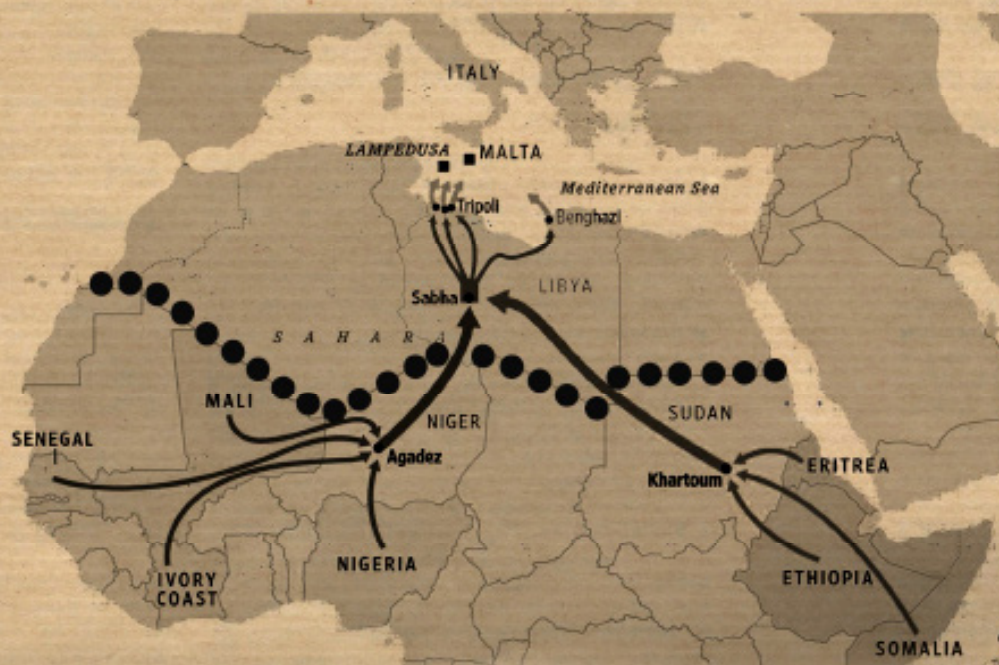 ITALY
LAMPEDUSA
MALTA
Mediterranean Sea
Tripoli
Benghazi
Sabha
LIBYA
SAHARA
MALI
NIGER
SUDAN
SENEGAL
Agadez
ERITREA
Khartoum
NIGERIA
ETHIOPIA
IVORY
COAST
SOMALIA